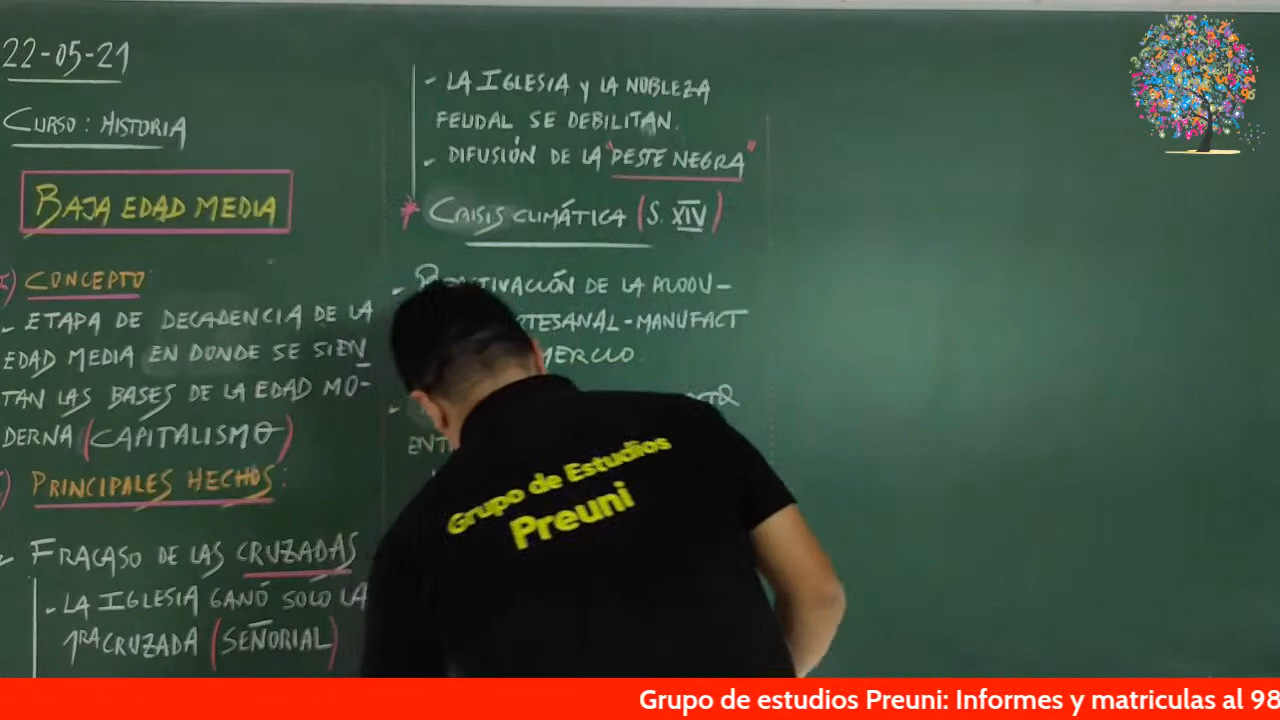 22-05-21
CURSO: HISTORIA
BAJA EDAD MEDIA
I) CONCEPTO
- ETAPA DE DECADENCIA DE LA
EDAD MEDIA EN DONDE SE SIEN
TAN LAS BASES DE LA EDAD MO-
DERNA (CAPITALISMO)
) PRINCIPALES HECHOS:
- FRACASO DE LAS CRUZADAS
- LA IGLESIA GANÓ SOLO LA
1RA CRUZADA (SEÑORIAL)
- LA IGLESIA Y LA NOBLEZA
FEUDAL SE DEBILITAN.
- DIFUSIÓN DE LA "PESTE NEGRA"
* CRISIS CLIMÁTICA (S. XIV)
- DE LA PRODU-
- MANUFACT
Grupo de Estudios
Preuni
Grupo de estudios Preuni: Informes y matriculas al 98